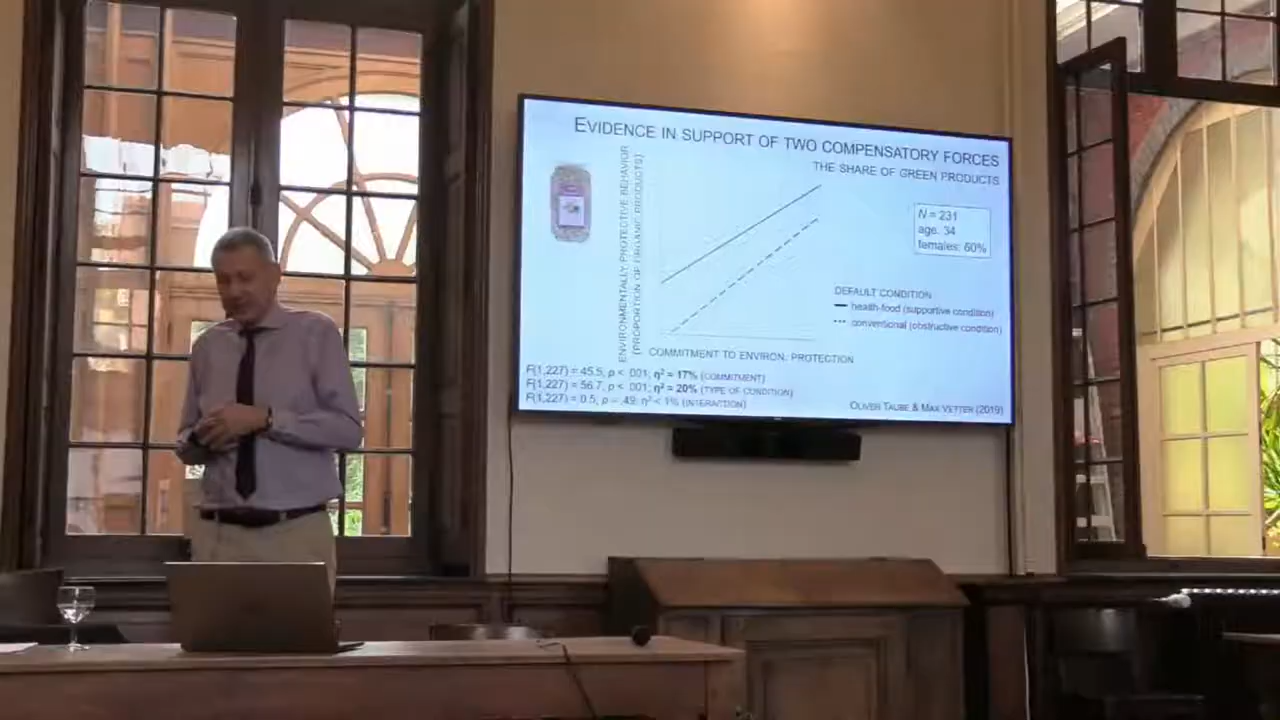 EVIDENCE IN SUPPORT OF TWO COMPENSATORY FORCES
THE SHARE OF GREEN PRODUCTS
ENVIRONMENTALLY PROTECTIVE BEHAVIOR
(PROPORTION OF ORGANIC PRODUCTS)
N = 231
age: 34
females: 60%
DEFAULT CONDITION
health-food (supportive condition)
conventional (obstructive condition)
COMMITMENT TO ENVIRON. PROTECTION
F(1,227) = 45.5, p < .001; η² = 17% (COMMITMENT)
F(1,227) = 56.7, p < .001; η² = 20% (TYPE OF CONDITION)
F(1,227) = 0.5, p = .49; η² < 1% (INTERACTION)
OLIVER TAUBE & MAX VETTER (2019)